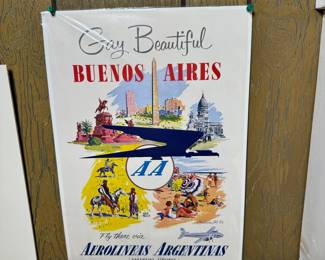 Gay Beautiful
BUENOS AIRES
AA
Fly there via
AEROLINEAS ARGENTINAS